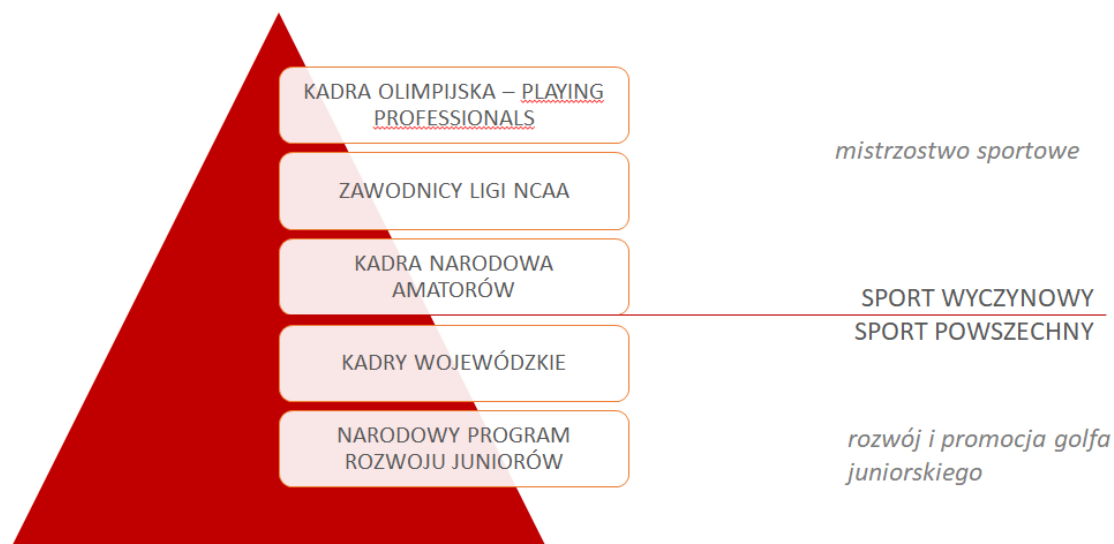 KADRA OLIMPIJSKA – PLAYING
PROFESSIONALS
mistrzostwo sportowe
ZAWODNICY LIGI NCAA
KADRA NARODOWA
AMATORÓW
SPORT WYCZYNOWY
SPORT POWSZECHNY
KADRY WOJEWÓDZKIE
NARODOWY PROGRAM
ROZWOJU JUNIORÓW
rozwój i promocja golfa
juniorskiego